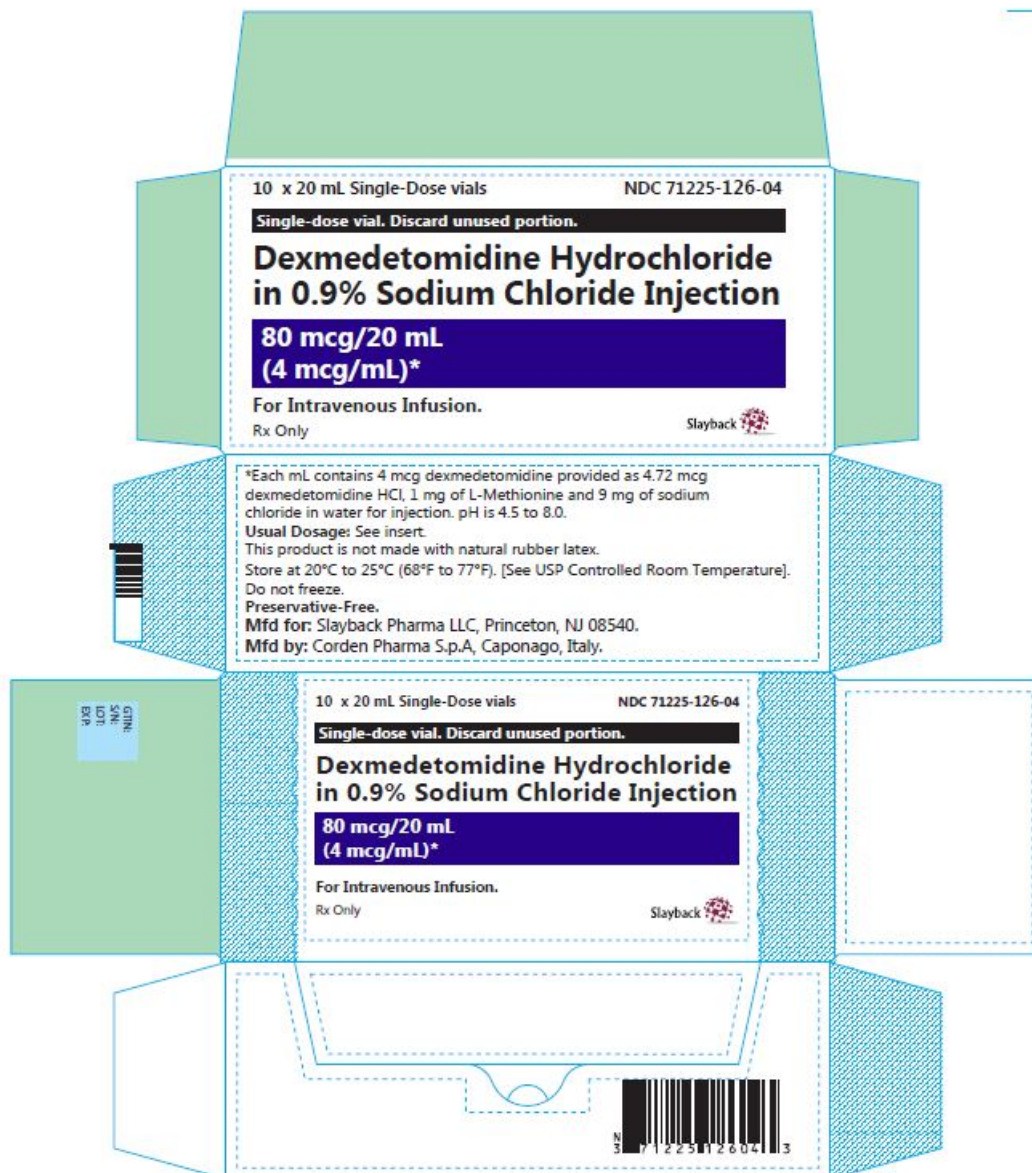 10 x 20 mL Single-Dose vials NDC 71225-126-04
Single-dose vial. Discard unused portion.
Dexmedetomidine Hydrochloride
in 0.9% Sodium Chloride Injection
80 mcg/20 mL
(4 mcg/mL)*
For Intravenous Infusion.
Rx Only
Slayback
*Each mL contains 4 mcg dexmedetomidine provided as 4.72 mcg
dexmedetomidine HCl, 1 mg of L-Methionine and 9 mg of sodium
chloride in water for injection. pH is 4.5 to 8.0.
Usual Dosage: See insert.
This product is not made with natural rubber latex.
Store at 20°C to 25°C (68°F to 77°F). [See USP Controlled Room Temperature].
Do not freeze.
Preservative-Free.
Mfd for: Slayback Pharma LLC, Princeton, NJ 08540.
Mfd by: Corden Pharma S.p.A, Caponago, Italy.
GTIN:
S/N:
LOT:
EXP:
10 x 20 mL Single-Dose vials NDC 71225-126-04
Single-dose vial. Discard unused portion.
Dexmedetomidine Hydrochloride
in 0.9% Sodium Chloride Injection
80 mcg/20 mL
(4 mcg/mL)*
For Intravenous Infusion.
Rx Only
Slayback
N
3 71225 12604 3